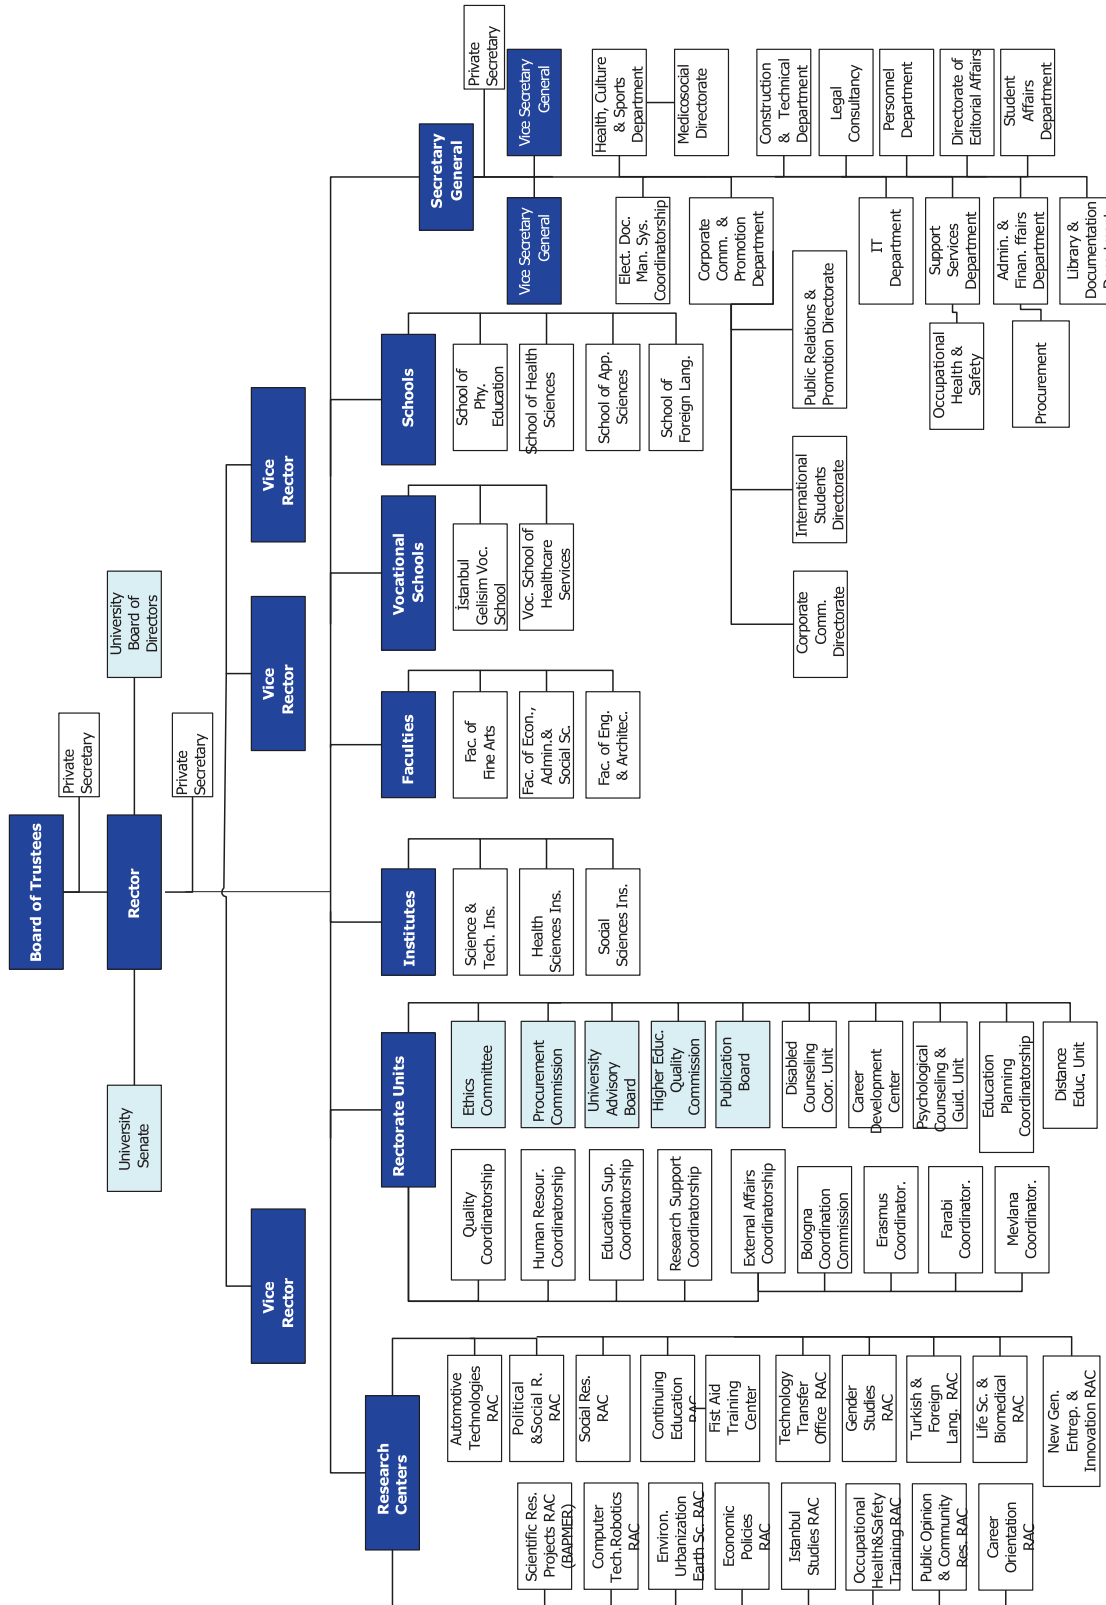 Board of Trustees
Private
Secretary
University
Senate
Rector
University
Board of
Directors
Private
Secretary
Vice
Rector
Vice
Rector
Vice
Rector
Research
Centers
Automotive
Technologies
RAC
Political
&Social R.
RAC
Social Res.
RAC
Continuing
Education
RAC
Fist Aid
Training
Center
Technology
Transfer
Office RAC
Gender
Studies
RAC
Turkish &
Foreign
Lang. RAC
Life Sc. &
Biomedical
RAC
New Gen.
Entrep. &
Innovation RAC
Scientific Res.
Projects RAC
(BAPMER)
Computer
Tech.Robotics
RAC
Environ.
Urbanization
Earth Sc. RAC
Economic
Policies
RAC
Istanbul
Studies RAC
Occupational
Health&Safety
Training RAC
Public Opinion
& Community
Res. RAC
Career
Orientation
RAC
Rectorate Units
Quality
Coordinatorship
Human Resour.
Coordinatorship
Education Sup.
Coordinatorship
Research Support
Coordinatorship
External Affairs
Coordinatorship
Bologna
Coordination
Commission
Erasmus
Coordinator.
Farabi
Coordinator.
Mevlana
Coordinator.
Ethics
Committee
Procurement
Commission
University
Advisory
Board
Higher Educ.
Quality
Commission
Publication
Board
Disabled
Counseling
Coor. Unit
Career
Development
Center
Psychological
Counseling &
Guid. Unit
Education
Planning
Coordinatorship
Distance
Educ. Unit
Institutes
Science &
Tech. Ins.
Health
Sciences Ins.
Social
Sciences Ins.
Faculties
Fac. of
Fine Arts
Fac. of Econ.,
Admin.&
Social Sc.
Fac. of Eng.
& Architec.
Vocational
Schools
İstanbul
Gelisim Voc.
School
Voc. School of
Healthcare
Services
Schools
School of
Phy.
Education
School of Health
Sciences
School of App.
Sciences
School of
Foreign Lang.
Secretary
General
Private
Secretary
Vice Secretary
General
Vice Secretary
General
Health, Culture
& Sports
Department
Medicosocial
Directorate
Elect. Doc.
Man. Sys.
Coordinatorship
Corporate
Comm. &
Promotion
Department
Corporate
Comm.
Directorate
International
Students
Directorate
Public Relations &
Promotion Directorate
Construction
& Technical
Department
Legal
Consultancy
Personnel
Department
Directorate of
Editorial Affairs
Student
Affairs
Department
IT
Department
Support
Services
Department
Occupational
Health &
Safety
Admin. &
Finan. ffairs
Department
Procurement
Library &
Documentation